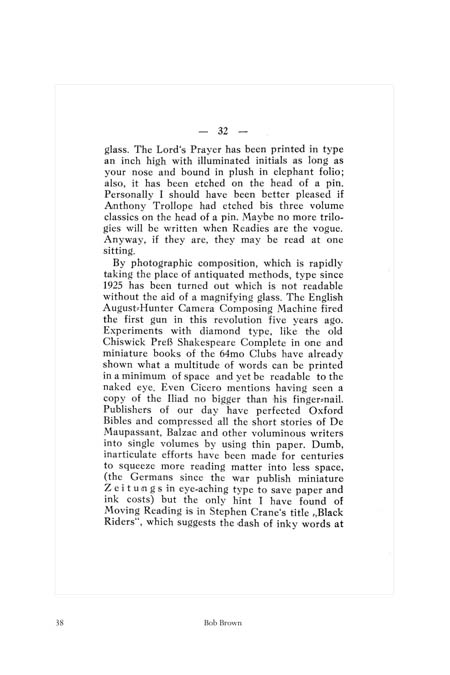 — 32 —
glass. The Lord's Prayer has been printed in type
an inch high with illuminated initials as long as
your nose and bound in plush in elephant folio;
also, it has been etched on the head of a pin.
Personally I should have been better pleased if
Anthony Trollope had etched bis three volume
classics on the head of a pin. Maybe no more trilo-
gies will be written when Readies are the vogue.
Anyway, if they are, they may be read at one
sitting.
By photographic composition, which is rapidly
taking the place of antiquated methods, type since
1925 has been turned out which is not readable
without the aid of a magnifying glass. The English
August-Hunter Camera Composing Machine fired
the first gun in this revolution five years ago.
Experiments with diamond type, like the old
Chiswick Preß Shakespeare Complete in one and
miniature books of the 64mo Clubs have already
shown what a multitude of words can be printed
in a minimum of space and yet be readable to the
naked eye. Even Cicero mentions having seen a
copy of the Iliad no bigger than his finger-nail.
Publishers of our day have perfected Oxford
Bibles and compressed all the short stories of De
Maupassant, Balzac and other voluminous writers
into single volumes by using thin paper. Dumb,
inarticulate efforts have been made for centuries
to squeeze more reading matter into less space,
(the Germans since the war publish miniature
Zeitungs in eye-aching type to save paper and
ink costs) but the only hint I have found of
Moving Reading is in Stephen Crane's title „Black
Riders“, which suggests the dash of inky words at
38 Bob Brown